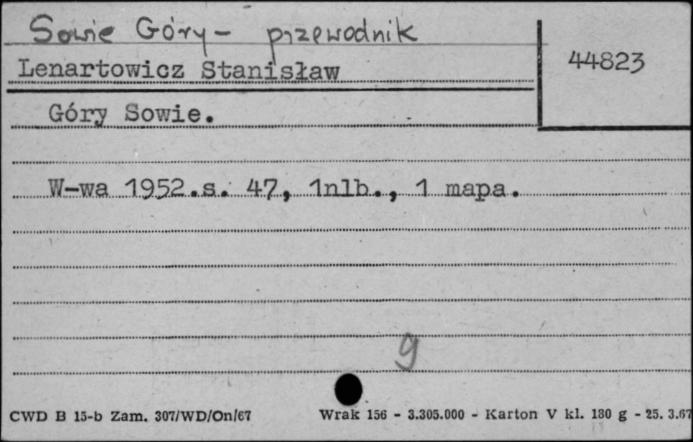 Sowie Góry - przewodnik
44823
Lenartowicz Stanisław
Góry Sowie.
W-wa 1952.s. 47, 1nlb., 1 mapa.
g
CWD B 15-b Zam. 307/WD/On/67 Wrak 156 - 3.305.000 - Karton V kl. 180 g - 25. 3.67